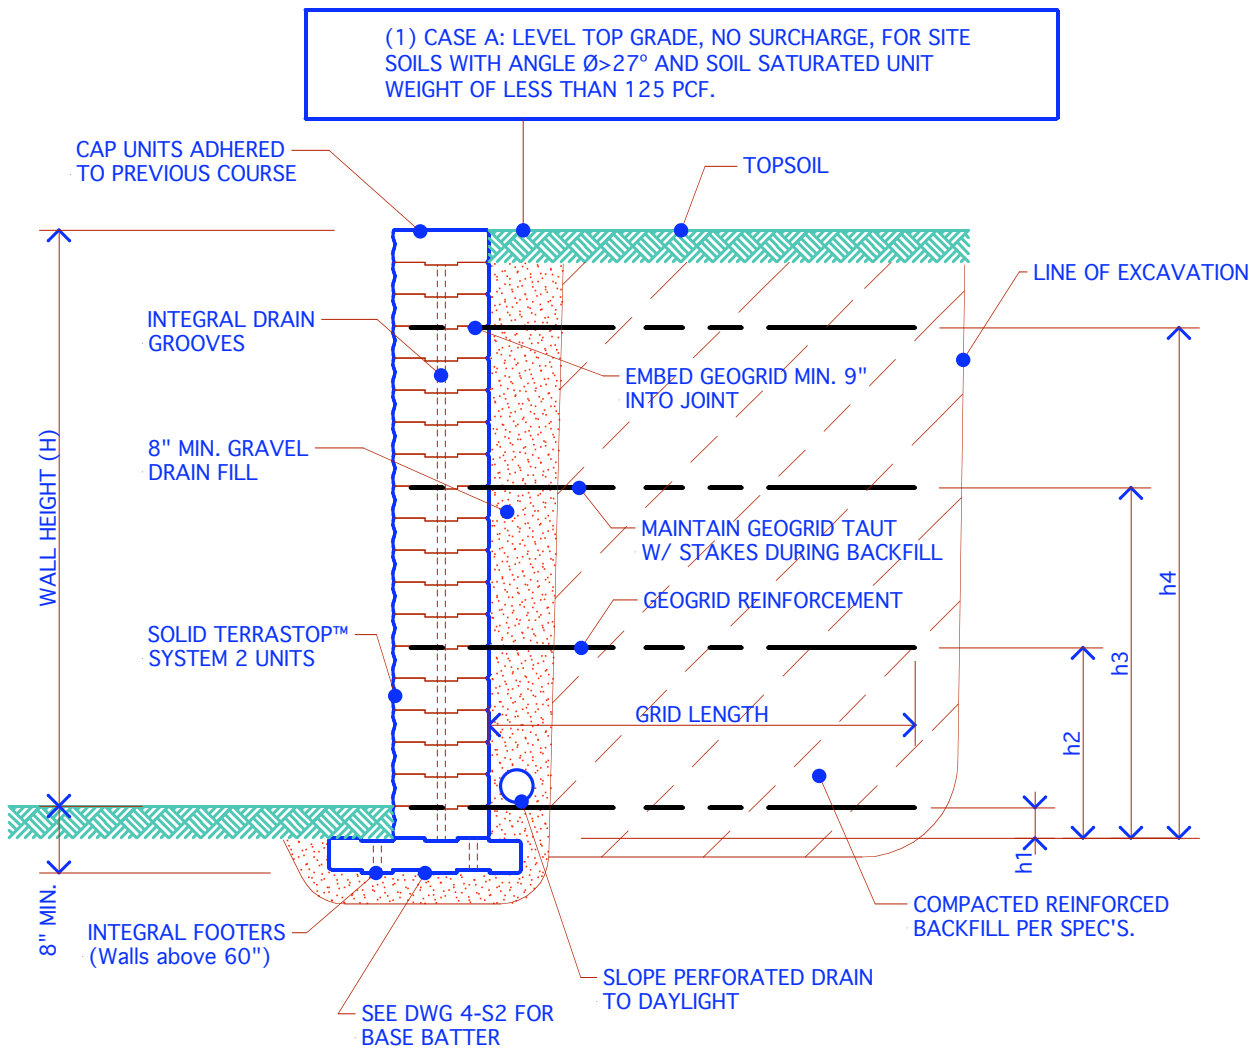 (1) CASE A: LEVEL TOP GRADE, NO SURCHARGE, FOR SITE
SOILS WITH ANGLE Ø>27° AND SOIL SATURATED UNIT
WEIGHT OF LESS THAN 125 PCF.
CAP UNITS ADHERED
TO PREVIOUS COURSE
TOPSOIL
LINE OF EXCAVATION
INTEGRAL DRAIN
GROOVES
EMBED GEOGRID MIN. 9"
INTO JOINT
8" MIN. GRAVEL
DRAIN FILL
WALL HEIGHT (H)
MAINTAIN GEOGRID TAUT
W/ STAKES DURING BACKFILL
h4
GEOGRID REINFORCEMENT
SOLID TERRASTOP™
SYSTEM 2 UNITS
h3
GRID LENGTH
h2
h1
8" MIN.
INTEGRAL FOOTERS
(Walls above 60")
COMPACTED REINFORCED
BACKFILL PER SPEC'S.
SLOPE PERFORATED DRAIN
TO DAYLIGHT
SEE DWG 4-S2 FOR
BASE BATTER